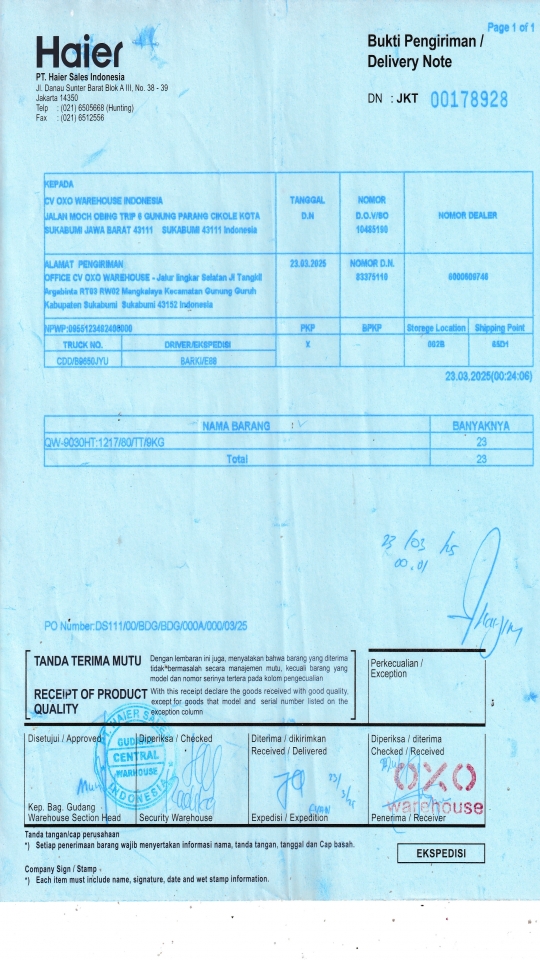 Page 1 of 1
Haier
PT. Haier Sales Indonesia
Jl. Danau Sunter Barat Blok A III, No. 38 - 39
Jakarta 14350
Telp : (021) 6505668 (Hunting)
Fax : (021) 6512556
Bukti Pengiriman /
Delivery Note
DN : JKT 00178928
KEPADA
CV OXO WAREHOUSE INDONESIA
JALAN MOCH OBING TRIP 6 GUNUNG PARANG CIKOLE KOTA
SUKABUMI JAWA BARAT 43111 SUKABUMI 43111 Indonesia
TANGGAL
D.N
NOMOR
D.O.V/SO
10485190
NOMOR DEALER
ALAMAT PENGIRIMAN
OFFICE CV OXO WAREHOUSE - Jalur lingkar Selatan Jl Tangkil
Argabinta RT03 RW02 Mangkalaya Kecamatan Gunung Guruh
Kabupaten Sukabumi Sukabumi 43152 Indonesia
23.03.2025
NOMOR D.N.
83375110
NPWP:
PKP BPKP Storege Location Shipping Point
TRUCK NO. DRIVER/EKSPEDISI X 002B 65D1
CDD/B9550JYU BARKI/E88
23.03.2025(00:24:06)
NAMA BARANG BANYAKNYA
QW-9030HT:1217/80/TT/9KG 23
Total 23
23/03/25
00.01
PO Number:DS111/00/BDG/BDG/000A/000/03/25
TANDA TERIMA MUTU
Dengan lembaran ini juga, menyatakan bahwa barang yang diterima
tidak bermasalah secara manajemen mutu, kecuali barang yang
model dan nomor serinya tertera pada kolom pengecualian
RECEIPT OF PRODUCT
QUALITY
With this receipt declare the goods received with good quality,
except for goods that model and serial number listed on the
exception column
Perkecualian /
Exception
Disetujui / Approved
Diperiksa / Checked
Diterima / dikirimkan
Received / Delivered
Diperiksa / diterima
Checked / Received
HAIER SALES
GUDANG
CENTRAL
WARHOUSE
INDONESIA
OXO
warehouse
Kep. Bag. Gudang
Warehouse Section Head
Security Warehouse
Expedisi / Expedition
Penerima / Receiver
Tanda tangan/cap perusahaan
*) Setiap penerimaan barang wajib menyertakan informasi nama, tanda tangan, tanggal dan Cap basah.
EKSPEDISI
Company Sign / Stamp
*) Each item must include name, signature, date and wet stamp information.